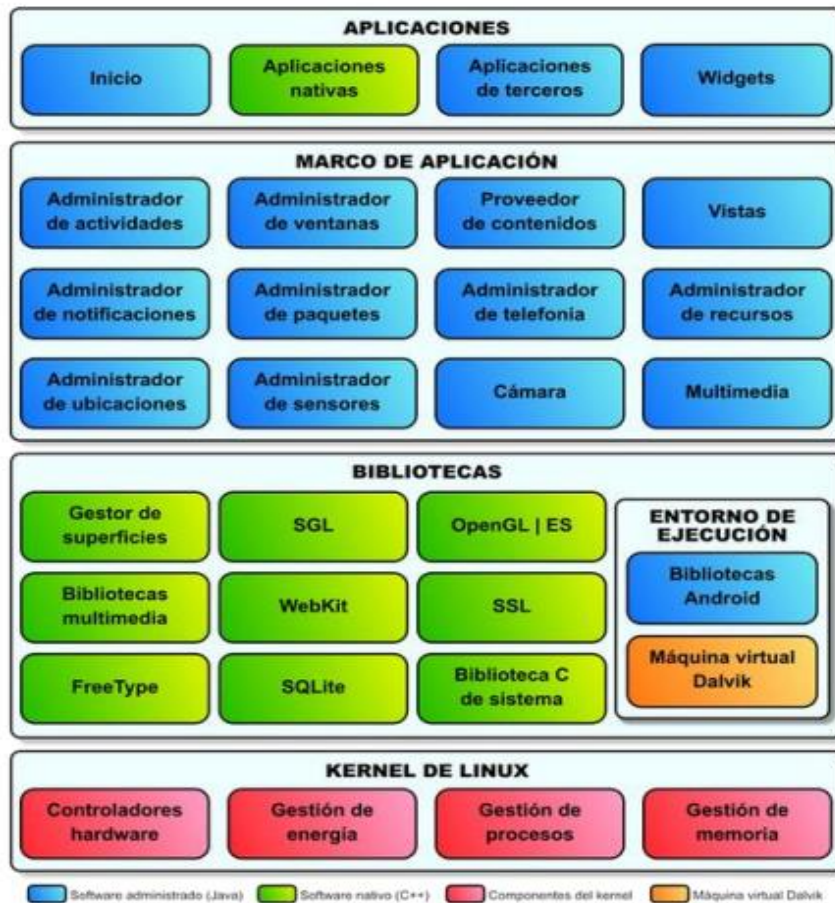 APLICACIONES
Inicio
Aplicaciones
nativas
Aplicaciones
de terceros
Widgets
MARCO DE APLICACIÓN
Administrador
de actividades
Administrador
de ventanas
Proveedor
de contenidos
Vistas
Administrador
de notificaciones
Administrador
de paquetes
Administrador
de telefonía
Administrador
de recursos
Administrador
de ubicaciones
Administrador
de sensores
Cámara
Multimedia
BIBLIOTECAS
Gestor de
superficies
SGL
OpenGL | ES
Bibliotecas
multimedia
WebKit
SSL
FreeType
SQLite
Biblioteca C
de sistema
ENTORNO DE
EJECUCIÓN
Bibliotecas
Android
Máquina virtual
Dalvik
KERNEL DE LINUX
Controladores
hardware
Gestión de
energía
Gestión de
procesos
Gestión de
memoria
Software administrado (Java)
Software nativo (C++)
Componentes del kernel
Máquina virtual Dalvik